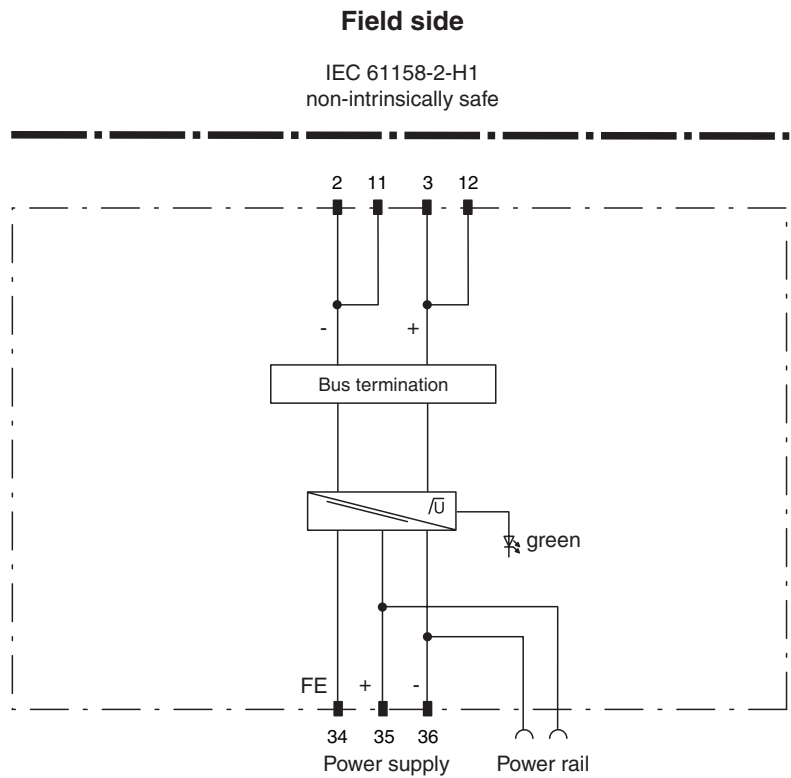 Field side
IEC 61158-2-H1
non-intrinsically safe
2 11 3 12
- +
Bus termination
/U̅
green
FE + -
34 35 36
Power supply Power rail